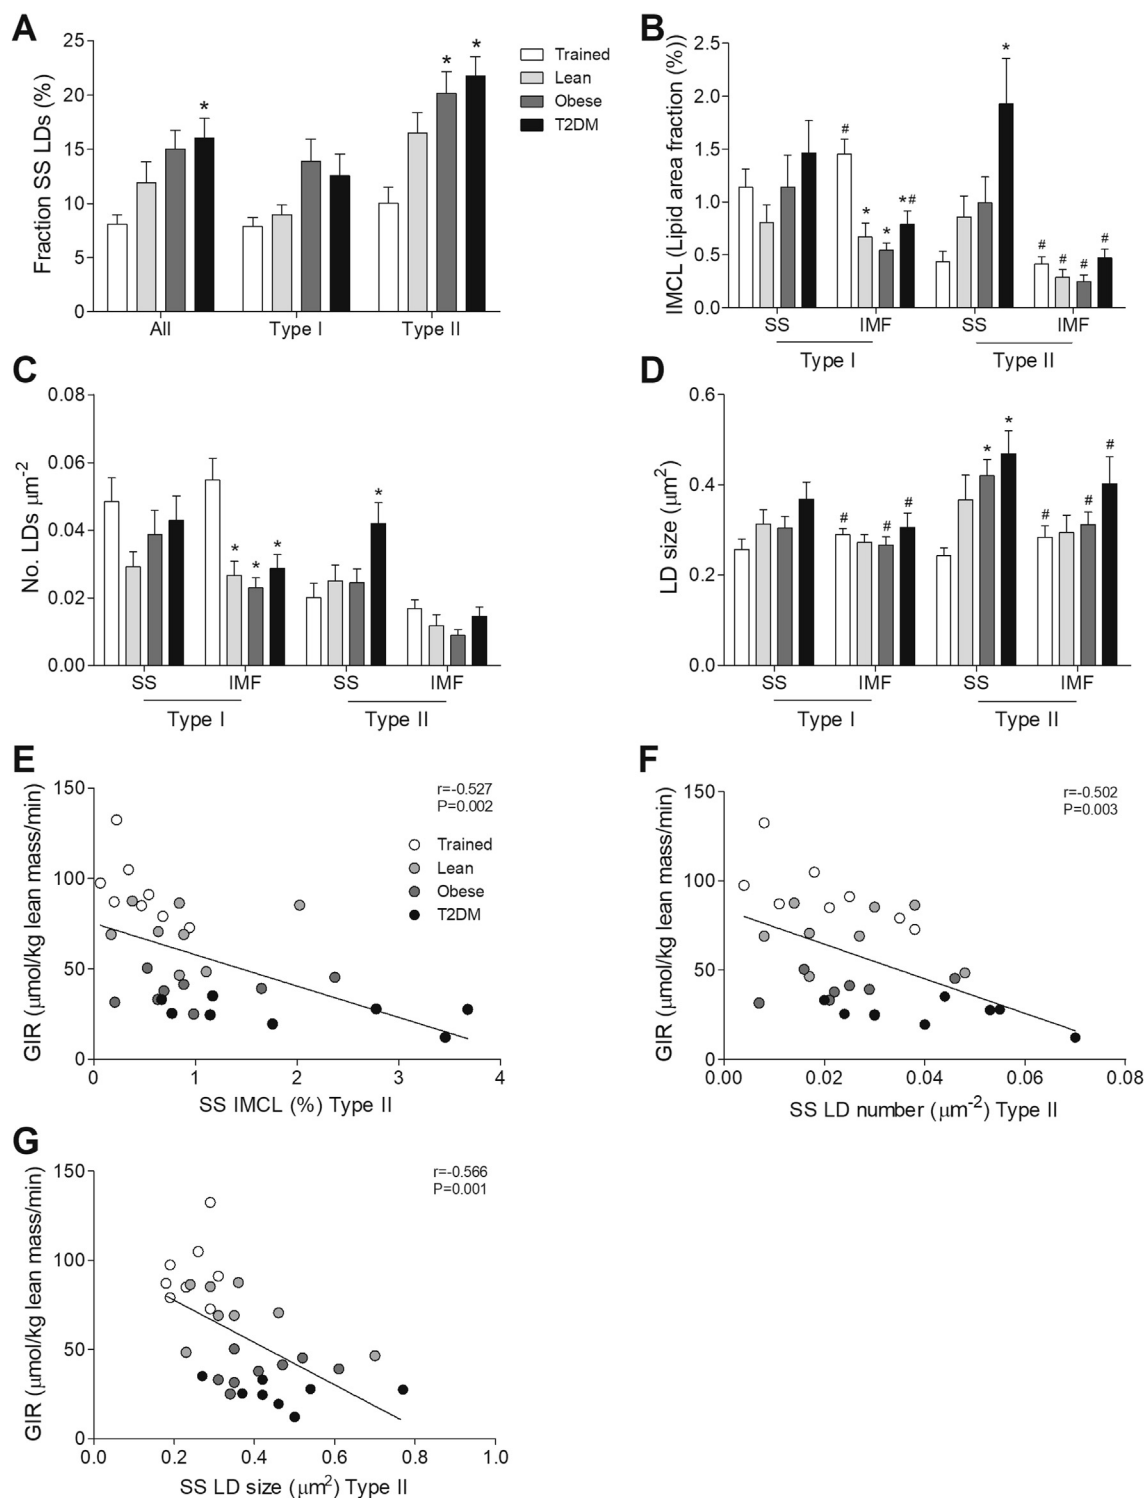 A
Fraction SS LDs (%)
25
20
15
10
5
0
*
* *
All Type I Type II
Trained
Lean
Obese
T2DM
B
IMCL (Lipid area fraction (%))
2.5
2.0
1.5
1.0
0.5
0.0
# * * *# * # # # #
SS IMF SS IMF
Type I Type II
C
No. LDs μm-2
0.08
0.06
0.04
0.02
0.00
* * * *
SS IMF SS IMF
Type I Type II
D
LD size (μm2)
0.6
0.4
0.2
0.0
# # # * * # # #
SS IMF SS IMF
Type I Type II
E
GIR (μmol/kg lean mass/min)
150
100
50
0
r=-0.527
P=0.002
Trained
Lean
Obese
T2DM
0 1 2 3 4
SS IMCL (%) Type II
F
GIR (μmol/kg lean mass/min)
150
100
50
0
r=-0.502
P=0.003
0.00 0.02 0.04 0.06 0.08
SS LD number (μm-2) Type II
G
GIR (μmol/kg lean mass/min)
150
100
50
0
r=-0.566
P=0.001
0.0 0.2 0.4 0.6 0.8 1.0
SS LD size (μm2) Type II